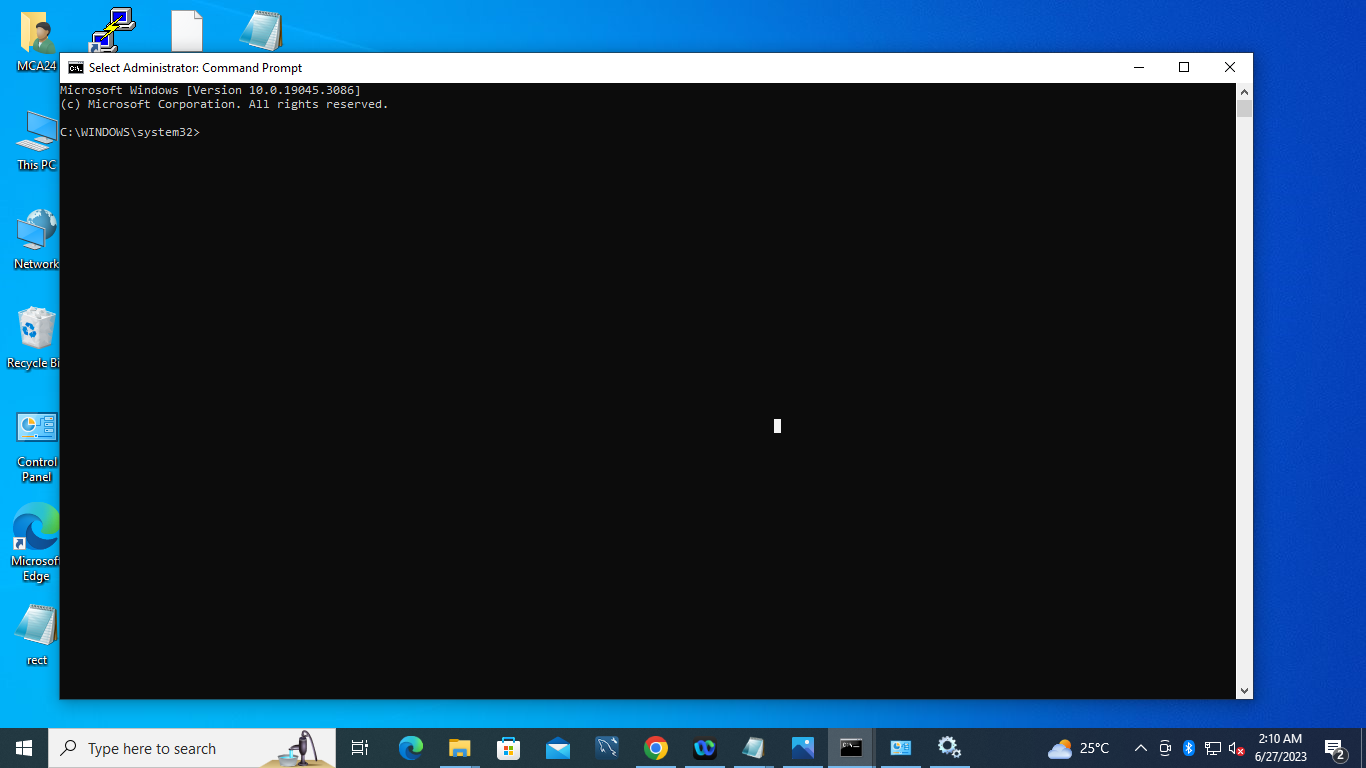 MCA24
Select Administrator: Command Prompt
Microsoft Windows [Version 10.0.19045.3086]
(c) Microsoft Corporation. All rights reserved.
C:\WINDOWS\system32>
This PC
Network
Recycle Bi
Control
Panel
Microsof
Edge
rect
Type here to search
25°C
2:10 AM
6/27/2023
2